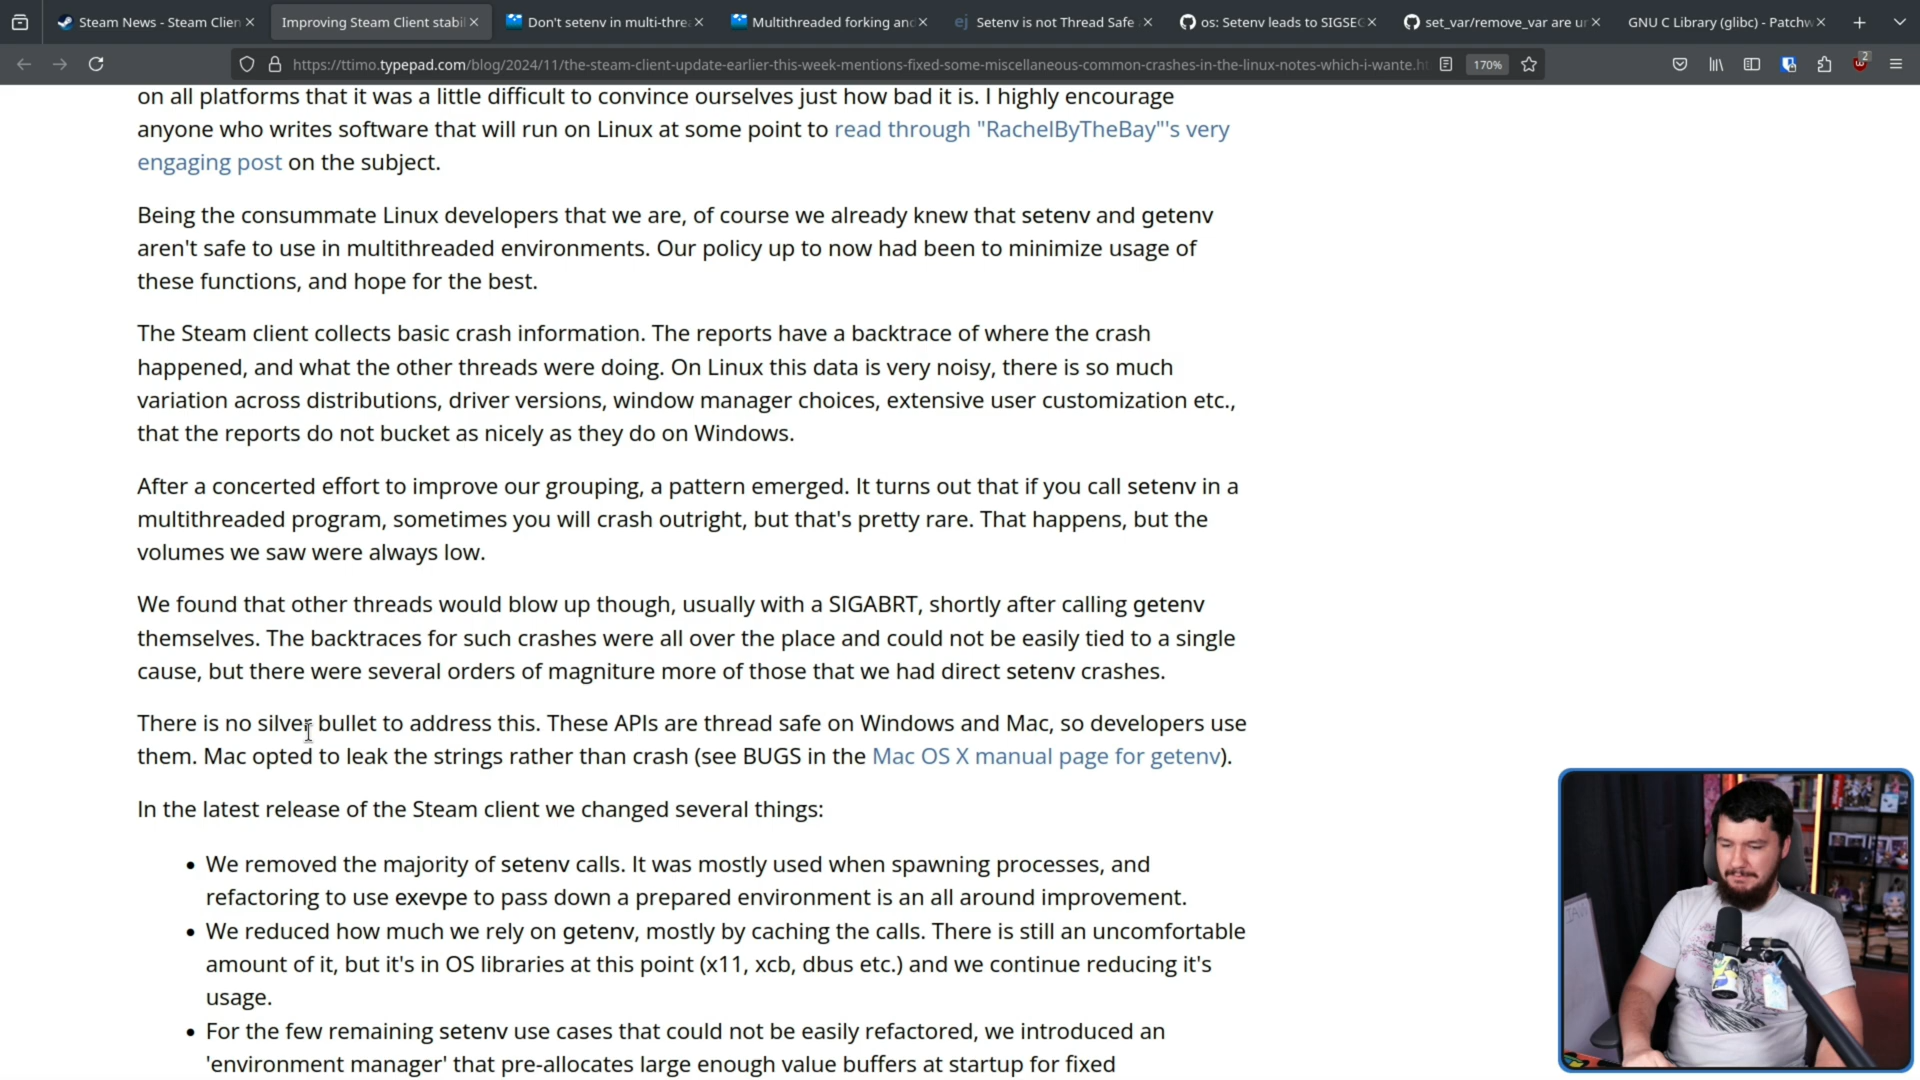 Steam News - Steam Clien
Improving Steam Client stabil
Don't setenv in multi-threa
Multithreaded forking and
ej Setenv is not Thread Safe
os: Setenv leads to SIGSEG
set_var/remove_var are un
GNU C Library (glibc) - Patchw
https://ttimo.typepad.com/blog/2024/11/the-steam-client-update-earlier-this-week-mentions-fixed-some-miscellaneous-common-crashes-in-the-linux-notes-which-i-wante.h
170%
2
on all platforms that it was a little difficult to convince ourselves just how bad it is. I highly encourage
anyone who writes software that will run on Linux at some point to read through "RachelByTheBay"'s very
engaging post on the subject.
Being the consummate Linux developers that we are, of course we already knew that setenv and getenv
aren't safe to use in multithreaded environments. Our policy up to now had been to minimize usage of
these functions, and hope for the best.
The Steam client collects basic crash information. The reports have a backtrace of where the crash
happened, and what the other threads were doing. On Linux this data is very noisy, there is so much
variation across distributions, driver versions, window manager choices, extensive user customization etc.,
that the reports do not bucket as nicely as they do on Windows.
After a concerted effort to improve our grouping, a pattern emerged. It turns out that if you call setenv in a
multithreaded program, sometimes you will crash outright, but that's pretty rare. That happens, but the
volumes we saw were always low.
We found that other threads would blow up though, usually with a SIGABRT, shortly after calling getenv
themselves. The backtraces for such crashes were all over the place and could not be easily tied to a single
cause, but there were several orders of magniture more of those that we had direct setenv crashes.
There is no silver bullet to address this. These APIs are thread safe on Windows and Mac, so developers use
them. Mac opted to leak the strings rather than crash (see BUGS in the Mac OS X manual page for getenv).
In the latest release of the Steam client we changed several things:
• We removed the majority of setenv calls. It was mostly used when spawning processes, and
refactoring to use exevpe to pass down a prepared environment is an all around improvement.
• We reduced how much we rely on getenv, mostly by caching the calls. There is still an uncomfortable
amount of it, but it's in OS libraries at this point (x11, xcb, dbus etc.) and we continue reducing it's
usage.
• For the few remaining setenv use cases that could not be easily refactored, we introduced an
'environment manager' that pre-allocates large enough value buffers at startup for fixed